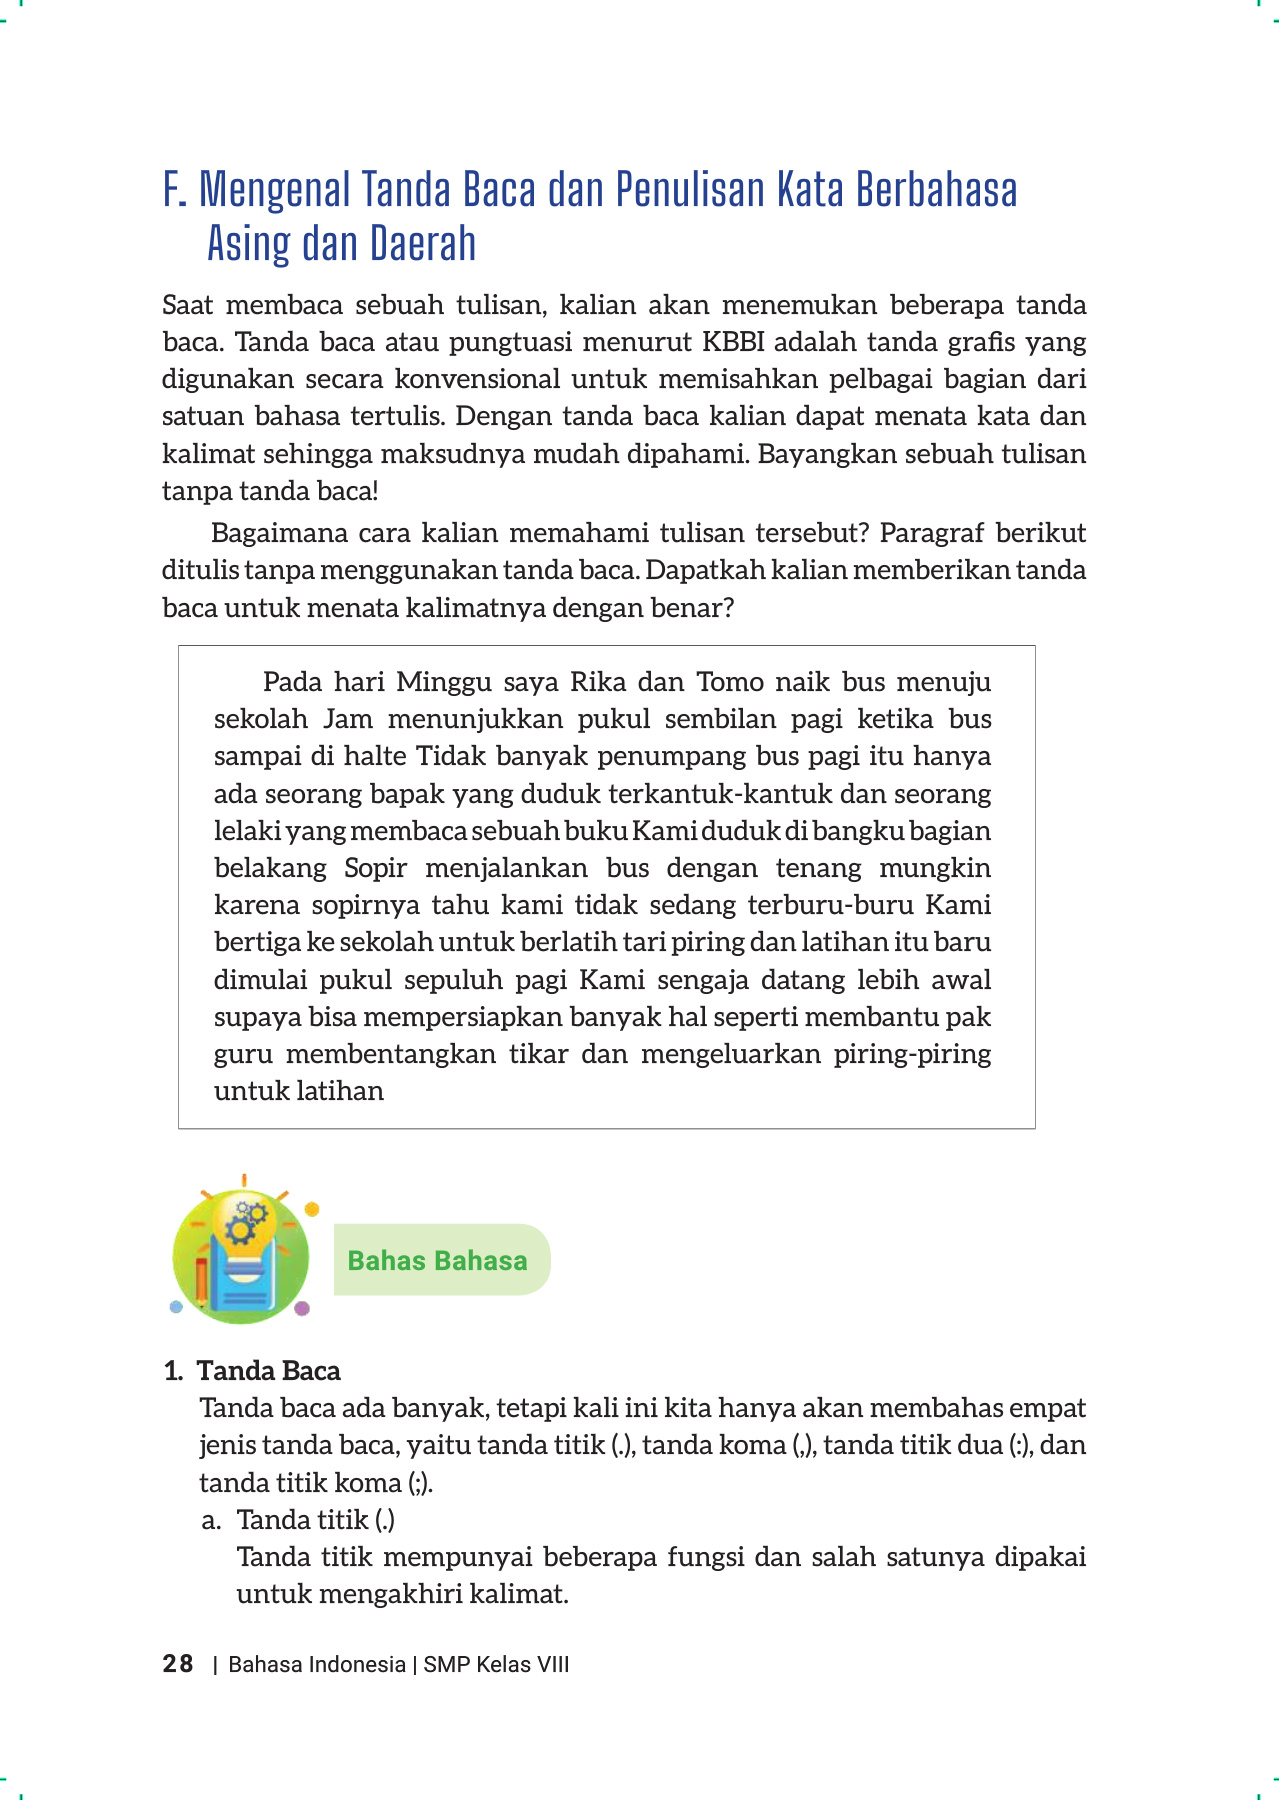 F. Mengenal Tanda Baca dan Penulisan Kata Berbahasa
Asing dan Daerah
Saat membaca sebuah tulisan, kalian akan menemukan beberapa tanda
baca. Tanda baca atau pungtuasi menurut KBBI adalah tanda grafis yang
digunakan secara konvensional untuk memisahkan pelbagai bagian dari
satuan bahasa tertulis. Dengan tanda baca kalian dapat menata kata dan
kalimat sehingga maksudnya mudah dipahami. Bayangkan sebuah tulisan
tanpa tanda baca!
Bagaimana cara kalian memahami tulisan tersebut? Paragraf berikut
ditulis tanpa menggunakan tanda baca. Dapatkah kalian memberikan tanda
baca untuk menata kalimatnya dengan benar?
Pada hari Minggu saya Rika dan Tomo naik bus menuju
sekolah Jam menunjukkan pukul sembilan pagi ketika bus
sampai di halte Tidak banyak penumpang bus pagi itu hanya
ada seorang bapak yang duduk terkantuk-kantuk dan seorang
lelaki yang membaca sebuah buku Kami duduk di bangku bagian
belakang Sopir menjalankan bus dengan tenang mungkin
karena sopirnya tahu kami tidak sedang terburu-buru Kami
bertiga ke sekolah untuk berlatih tari piring dan latihan itu baru
dimulai pukul sepuluh pagi Kami sengaja datang lebih awal
supaya bisa mempersiapkan banyak hal seperti membantu pak
guru membentangkan tikar dan mengeluarkan piring-piring
untuk latihan
Bahas Bahasa
1. Tanda Baca
Tanda baca ada banyak, tetapi kali ini kita hanya akan membahas empat
jenis tanda baca, yaitu tanda titik (.), tanda koma (,), tanda titik dua (:), dan
tanda titik koma (;).
a. Tanda titik (.)
Tanda titik mempunyai beberapa fungsi dan salah satunya dipakai
untuk mengakhiri kalimat.
28 | Bahasa Indonesia | SMP Kelas VIII